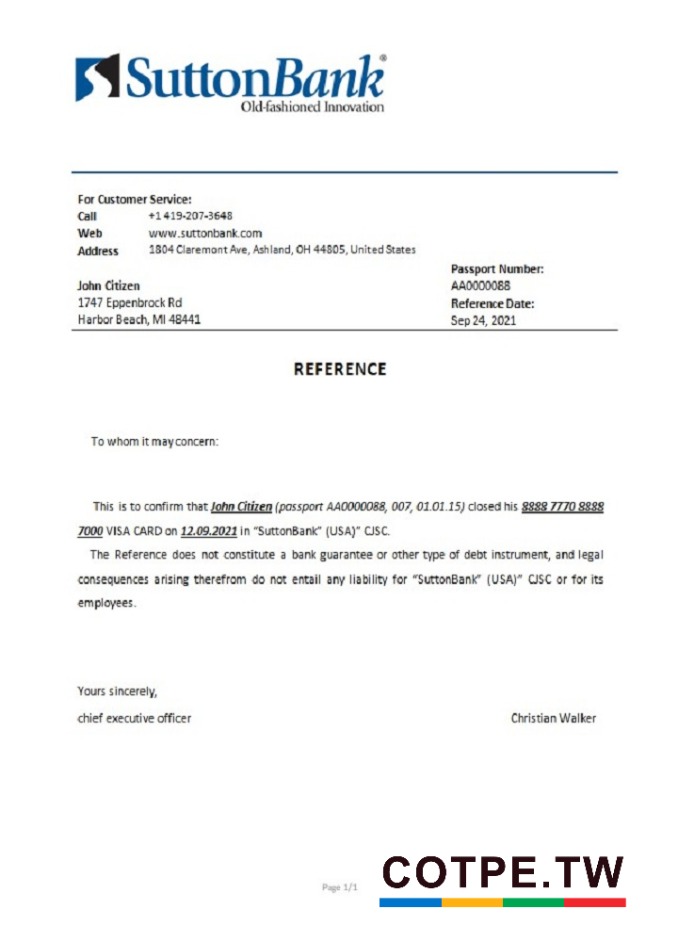 SuttonBank®
Old-fashioned Innovation
For Customer Service:
Call +1 419-207-3648
Web www.suttonbank.com
Address 1804 Claremont Ave, Ashland, OH 44805, United States
Passport Number:
John Citizen AA0000088
1747 Eppenbrock Rd Reference Date:
Harbor Beach, MI 48441 Sep 24, 2021
REFERENCE
To whom it may concern:
This is to confirm that John Citizen (passport AA0000088, 007, 01.01.15) closed his 8888 7770 8888
7000 VISA CARD on 12.09.2021 in "SuttonBank" (USA)" CJSC.
The Reference does not constitute a bank guarantee or other type of debt instrument, and legal
consequences arising therefrom do not entail any liability for "SuttonBank" (USA)" CJSC or for its
employees.
Yours sincerely,
chief executive officer Christian Walker
Page 1/1
COTPE.TW